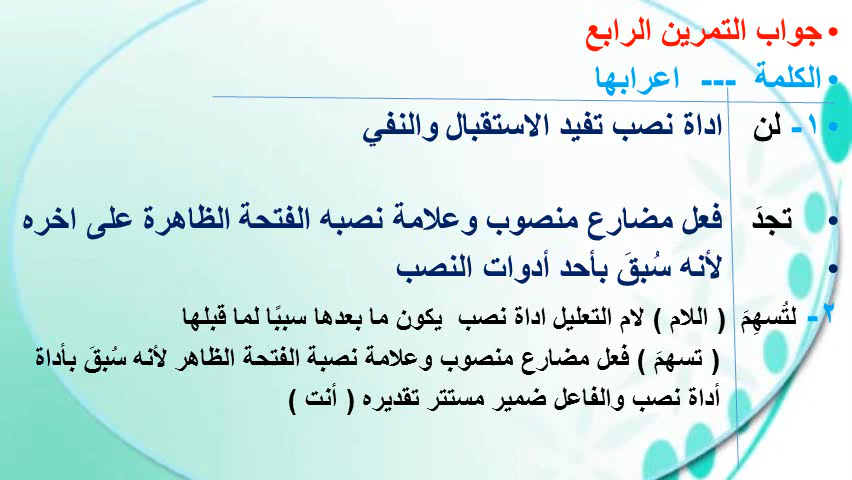 • جواب التمرين الرابع
• الكلمة --- اعرابها
• ١- لن اداة نصب تفيد الاستقبال والنفي
• تجدَ فعل مضارع منصوب وعلامة نصبه الفتحة الظاهرة على اخره
• لأنه سُبقَ بأحد أدوات النصب
٢- لتُسهِمَ ( اللام ) لام التعليل اداة نصب يكون ما بعدها سببًا لما قبلها
( تسهمَ ) فعل مضارع منصوب وعلامة نصبة الفتحة الظاهر لأنه سُبقَ بأداة
أداة نصب والفاعل ضمير مستتر تقديره ( أنت )